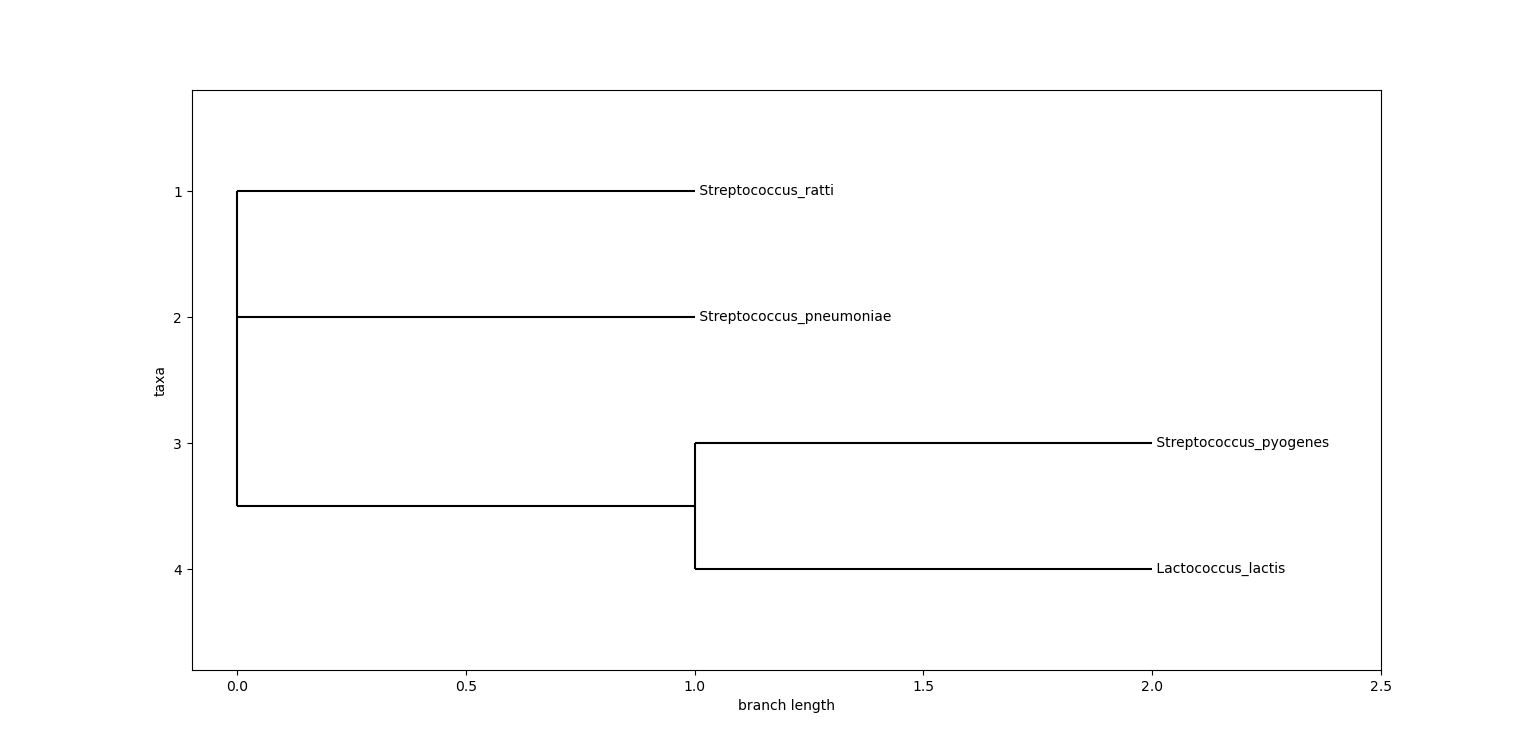 1
Streptococcus_ratti
2
Streptococcus_pneumoniae
taxa
3
Streptococcus_pyogenes
4
Lactococcus_lactis
0.0 0.5 1.0 1.5 2.0 2.5
branch length